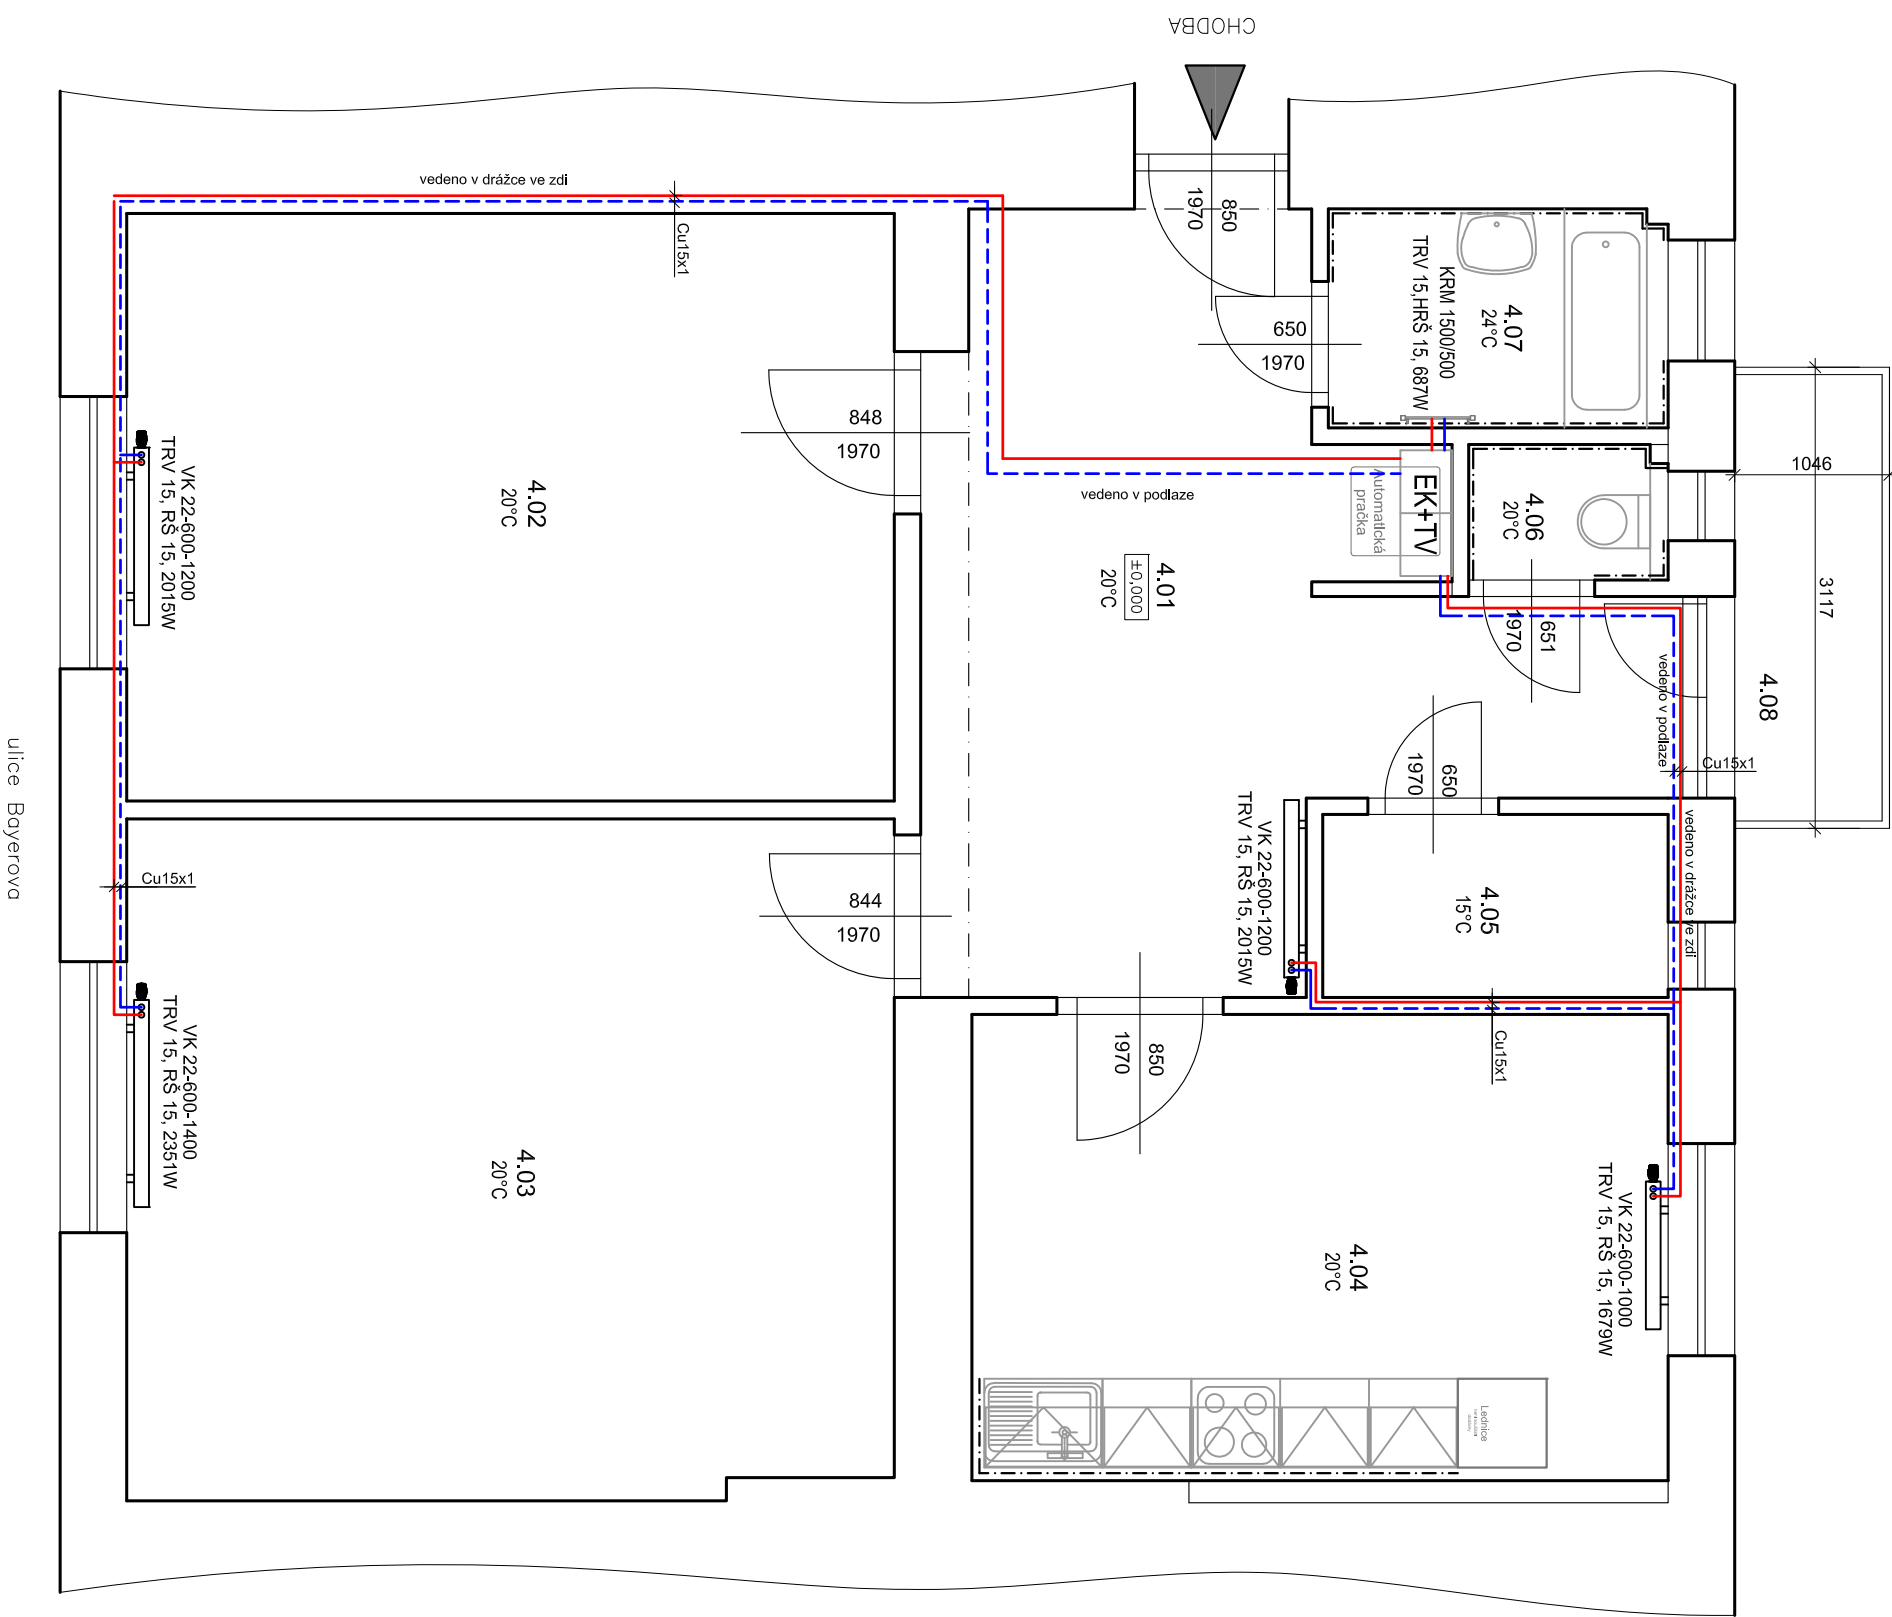 CHODBA
vedeno v drážce ve zdi
Cu15x1
850
1970
KRM 1500/500
TRV 15,HRŠ 15, 687W
4.07
24°C
650
1970
848
1970
VK 22-600-1200
TRV 15, RŠ 15, 2015W
4.02
20°C
vedeno v podlaze
EK+TV
Automatická
pračka
4.06
20°C
1046
3117
4.01
±0,000
20°C
651
1970
vedeno v podlaze
4.08
Cu15x1
650
1970
VK 22-600-1200
TRV 15, RŠ 15, 2015W
vedeno v drážce ve zdi
4.05
15°C
ulice Bayerova
Cu15x1
844
1970
VK 22-600-1400
TRV 15, RŠ 15, 2351W
4.03
20°C
850
1970
Cu15x1
4.04
20°C
VK 22-600-1000
TRV 15, RŠ 15, 1679W
Lednice